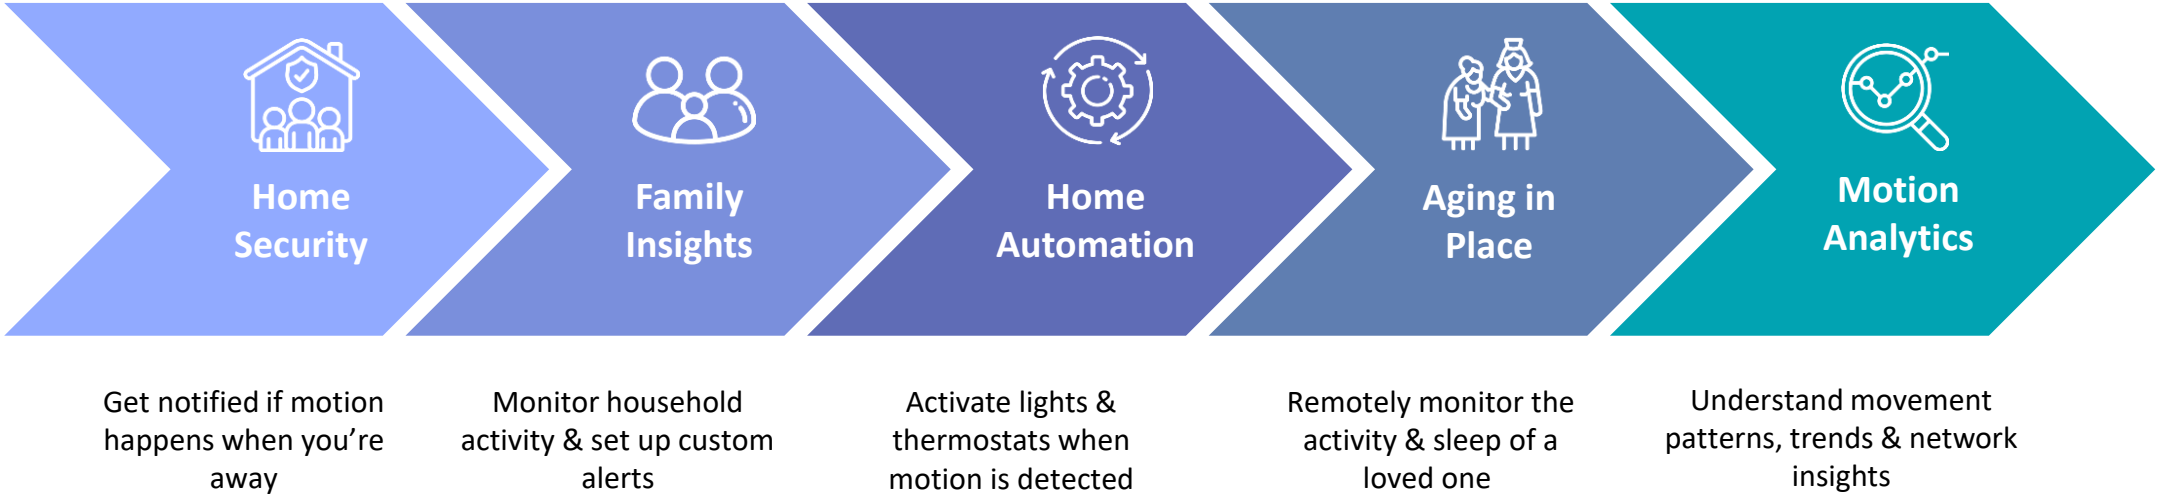 Home
Security
Family
Insights
Home
Automation
Aging in
Place
Motion
Analytics
Get notified if motion
happens when you’re
away
Monitor household
activity & set up custom
alerts
Activate lights &
thermostats when
motion is detected
Remotely monitor the
activity & sleep of a
loved one
Understand movement
patterns, trends & network
insights